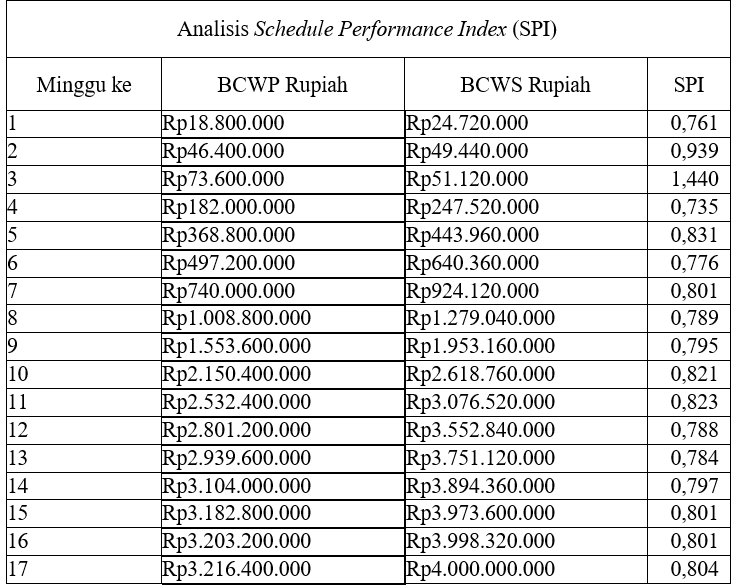 Analisis Schedule Performance Index (SPI)
Minggu ke BCWP Rupiah BCWS Rupiah SPI
1 Rp18.800.000 Rp24.720.000 0,761
2 Rp46.400.000 Rp49.440.000 0,939
3 Rp73.600.000 Rp51.120.000 1,440
4 Rp182.000.000 Rp247.520.000 0,735
5 Rp368.800.000 Rp443.960.000 0,831
6 Rp497.200.000 Rp640.360.000 0,776
7 Rp740.000.000 Rp924.120.000 0,801
8 Rp1.008.800.000 Rp1.279.040.000 0,789
9 Rp1.553.600.000 Rp1.953.160.000 0,795
10 Rp2.150.400.000 Rp2.618.760.000 0,821
11 Rp2.532.400.000 Rp3.076.520.000 0,823
12 Rp2.801.200.000 Rp3.552.840.000 0,788
13 Rp2.939.600.000 Rp3.751.120.000 0,784
14 Rp3.104.000.000 Rp3.894.360.000 0,797
15 Rp3.182.800.000 Rp3.973.600.000 0,801
16 Rp3.203.200.000 Rp3.998.320.000 0,801
17 Rp3.216.400.000 Rp4.000.000.000 0,804